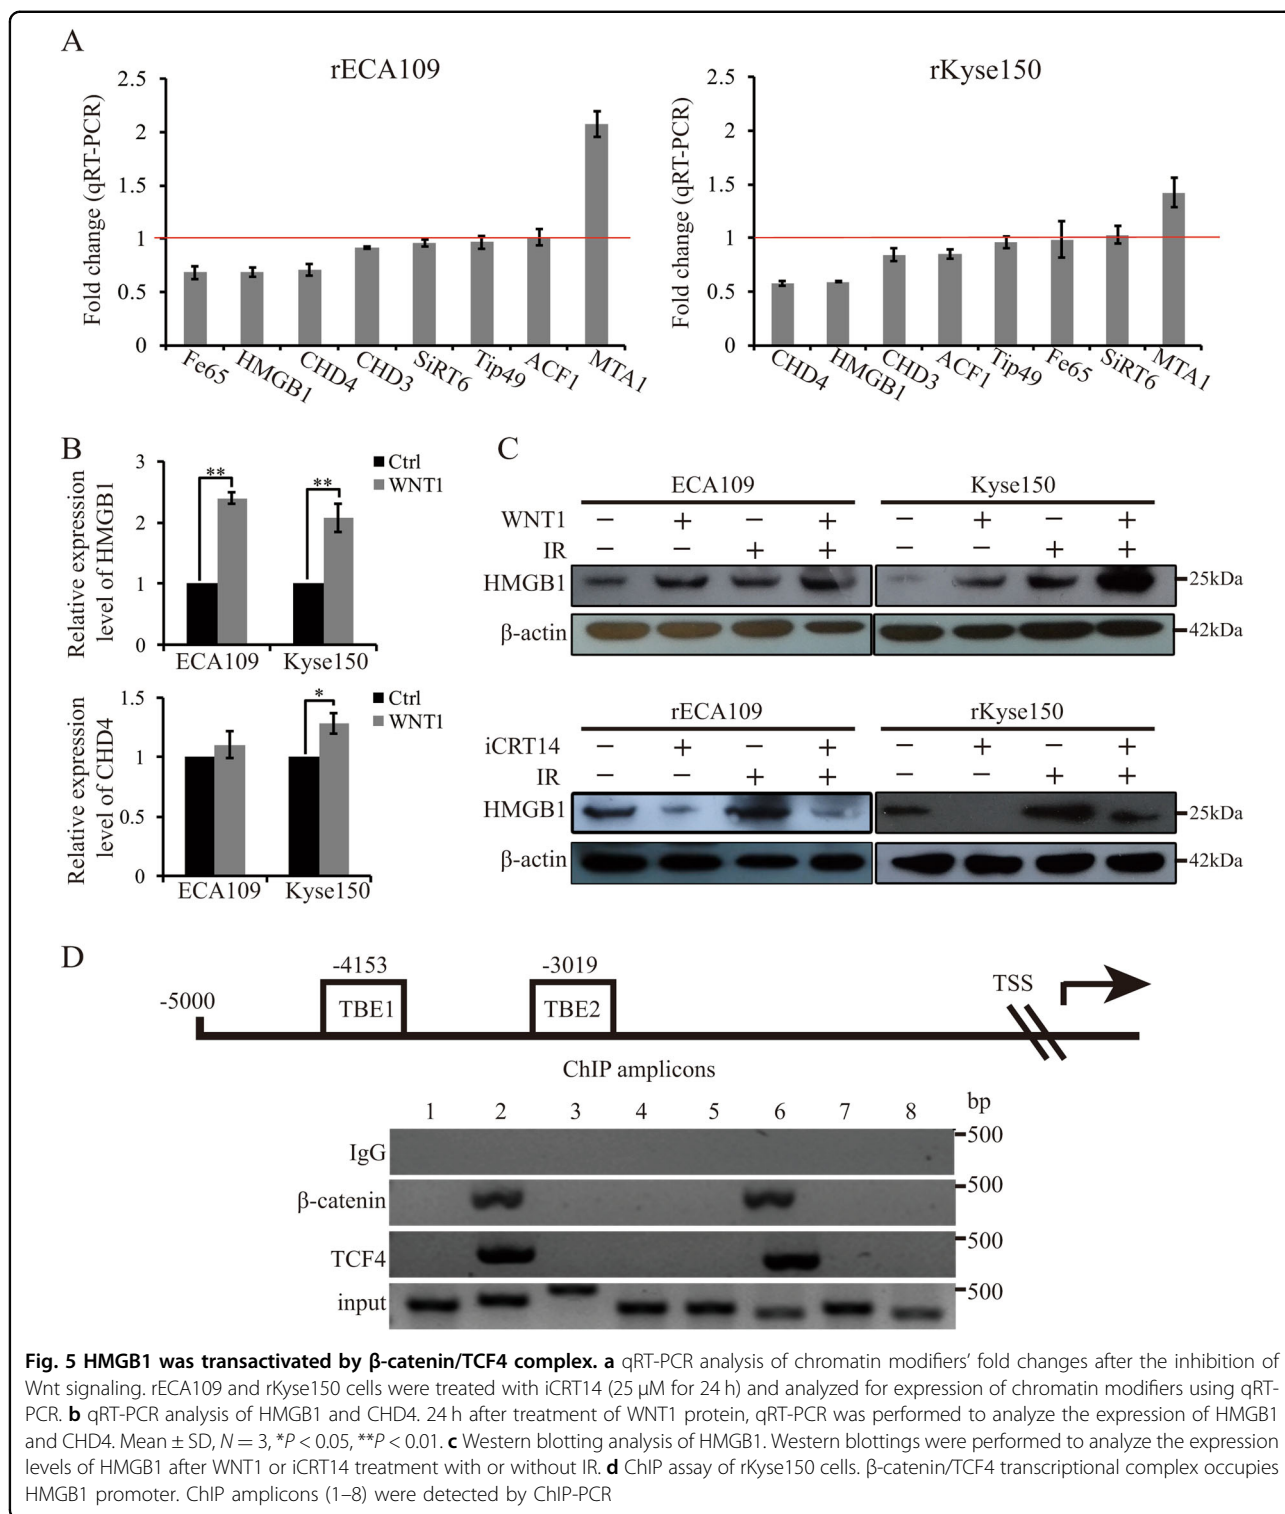 A
rECA109
rKyse150
Fold change (qRT-PCR)
2.5
2
1.5
1
0.5
0
Fe65
HMGB1
CHD4
CHD3
SiRT6
Tip49
ACF1
MTA1
Fold change (qRT-PCR)
2.5
2
1.5
1
0.5
0
CHD4
HMGB1
CHD3
ACF1
Tip49
Fe65
SiRT6
MTA1
B
Relative expression
level of HMGB1
3
2
1
0
**
**
Ctrl
WNT1
ECA109
Kyse150
Relative expression
level of CHD4
1.5
1
0.5
0
*
Ctrl
WNT1
ECA109
Kyse150
C
ECA109
Kyse150
WNT1 − + − + − + − +
IR − − + + − − + +
HMGB1
25kDa
β-actin
42kDa
rECA109
rKyse150
iCRT14 − + − + − + − +
IR − − + + − − + +
HMGB1
25kDa
β-actin
42kDa
D
-5000
-4153
TBE1
-3019
TBE2
TSS
ChIP amplicons
1 2 3 4 5 6 7 8 bp
IgG
500
β-catenin
500
TCF4
500
input
500
Fig. 5 HMGB1 was transactivated by β-catenin/TCF4 complex. a qRT-PCR analysis of chromatin modifiers' fold changes after the inhibition of
Wnt signaling. rECA109 and rKyse150 cells were treated with iCRT14 (25 μM for 24 h) and analyzed for expression of chromatin modifiers using qRT-
PCR. b qRT-PCR analysis of HMGB1 and CHD4. 24 h after treatment of WNT1 protein, qRT-PCR was performed to analyze the expression of HMGB1
and CHD4. Mean ± SD, N = 3, *P < 0.05, **P < 0.01. c Western blotting analysis of HMGB1. Western blottings were performed to analyze the expression
levels of HMGB1 after WNT1 or iCRT14 treatment with or without IR. d ChIP assay of rKyse150 cells. β-catenin/TCF4 transcriptional complex occupies
HMGB1 promoter. ChIP amplicons (1–8) were detected by ChIP-PCR